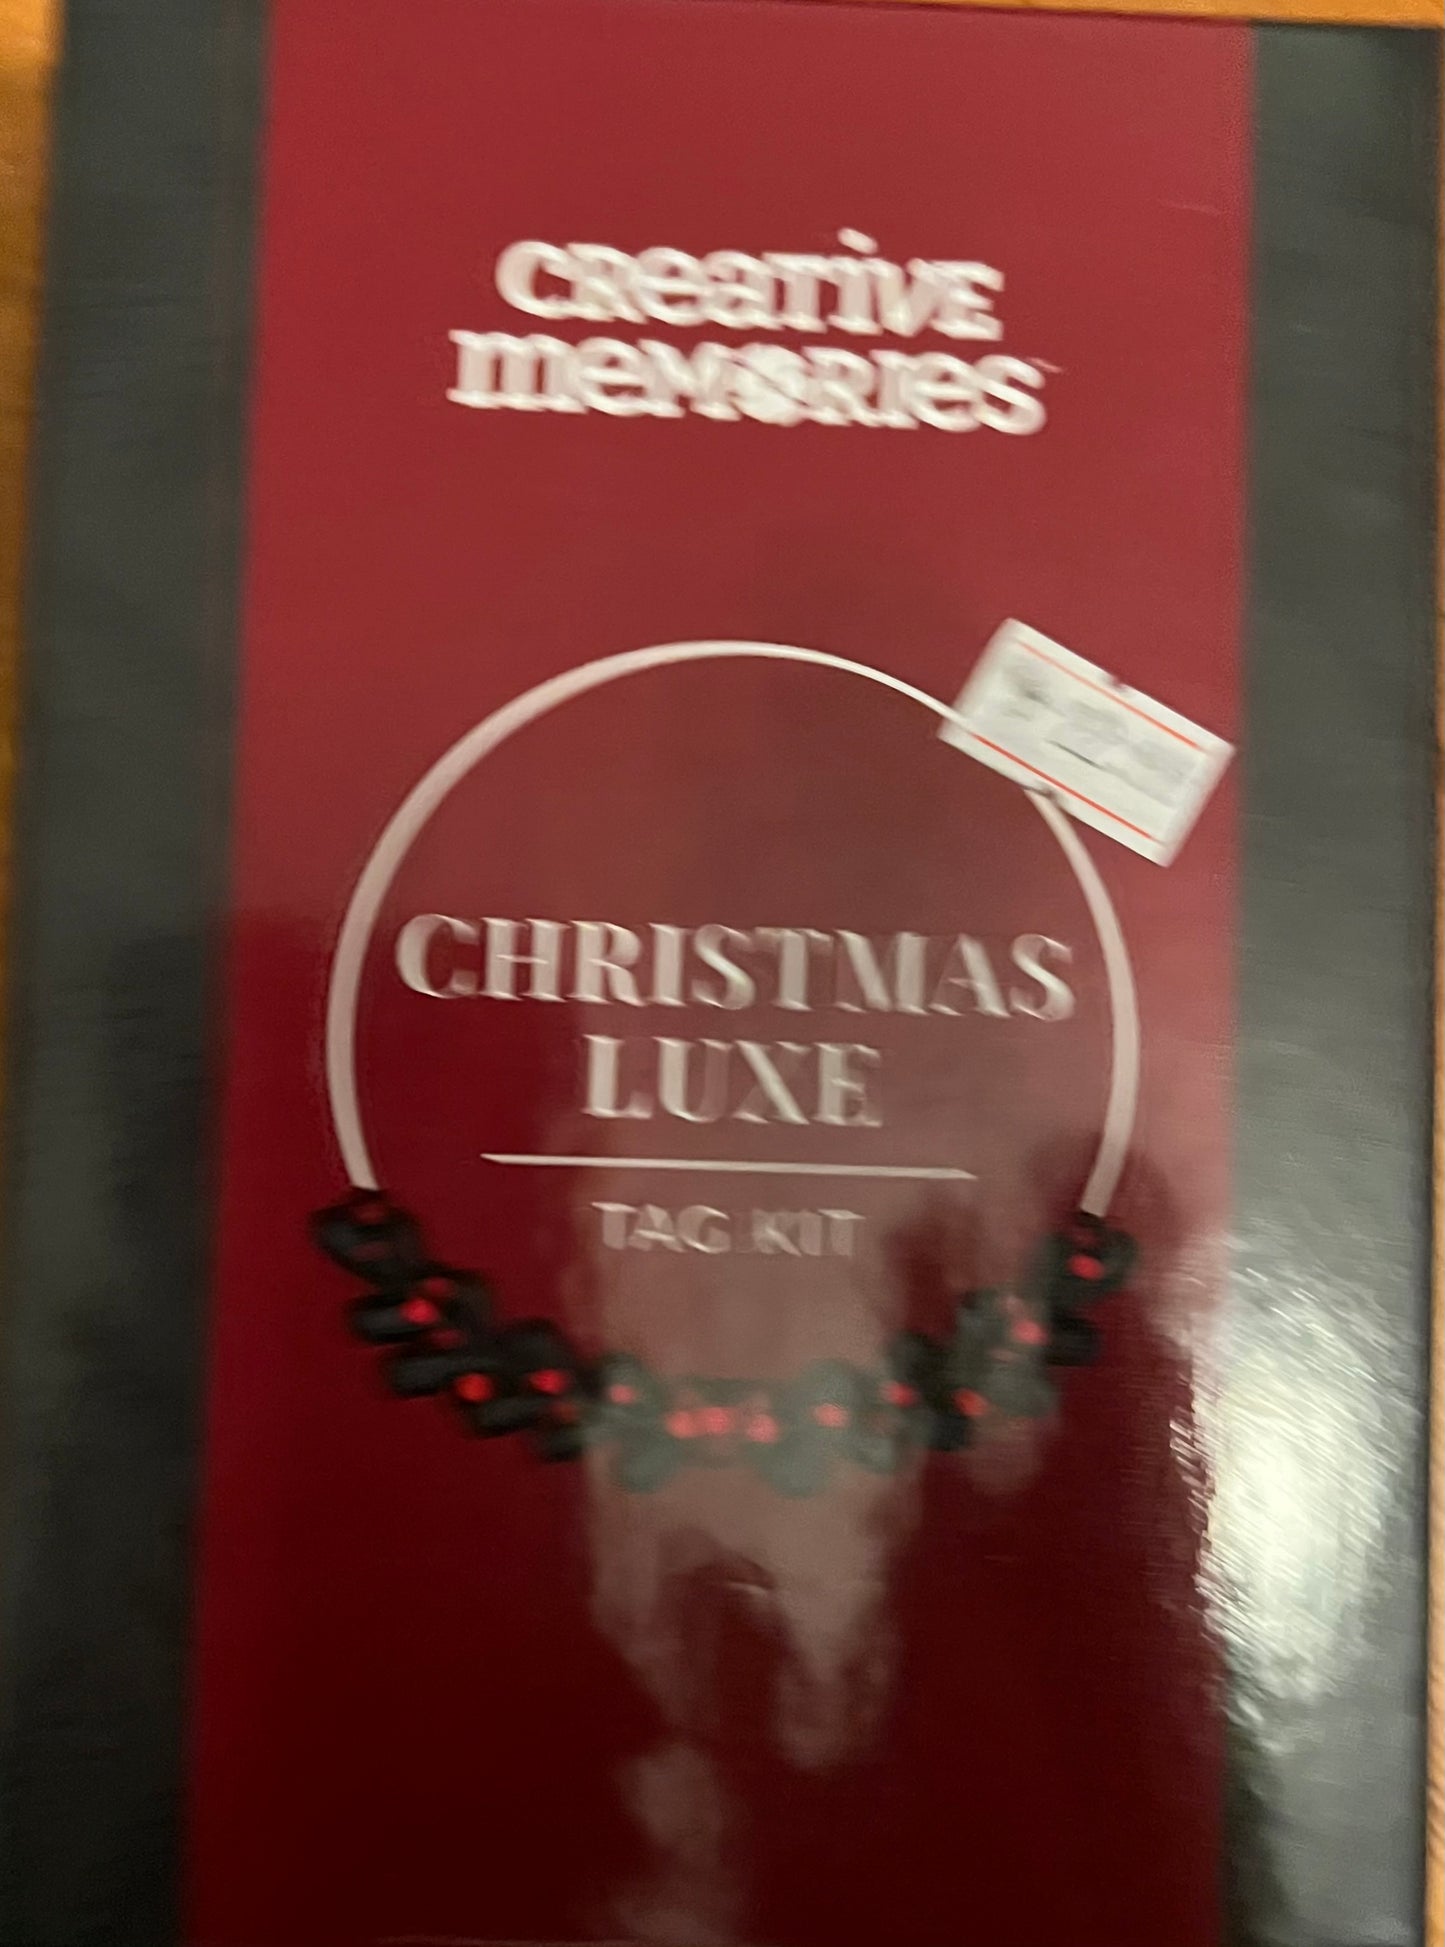 creative
memories
CHRISTMAS
LUXE
TAG KIT